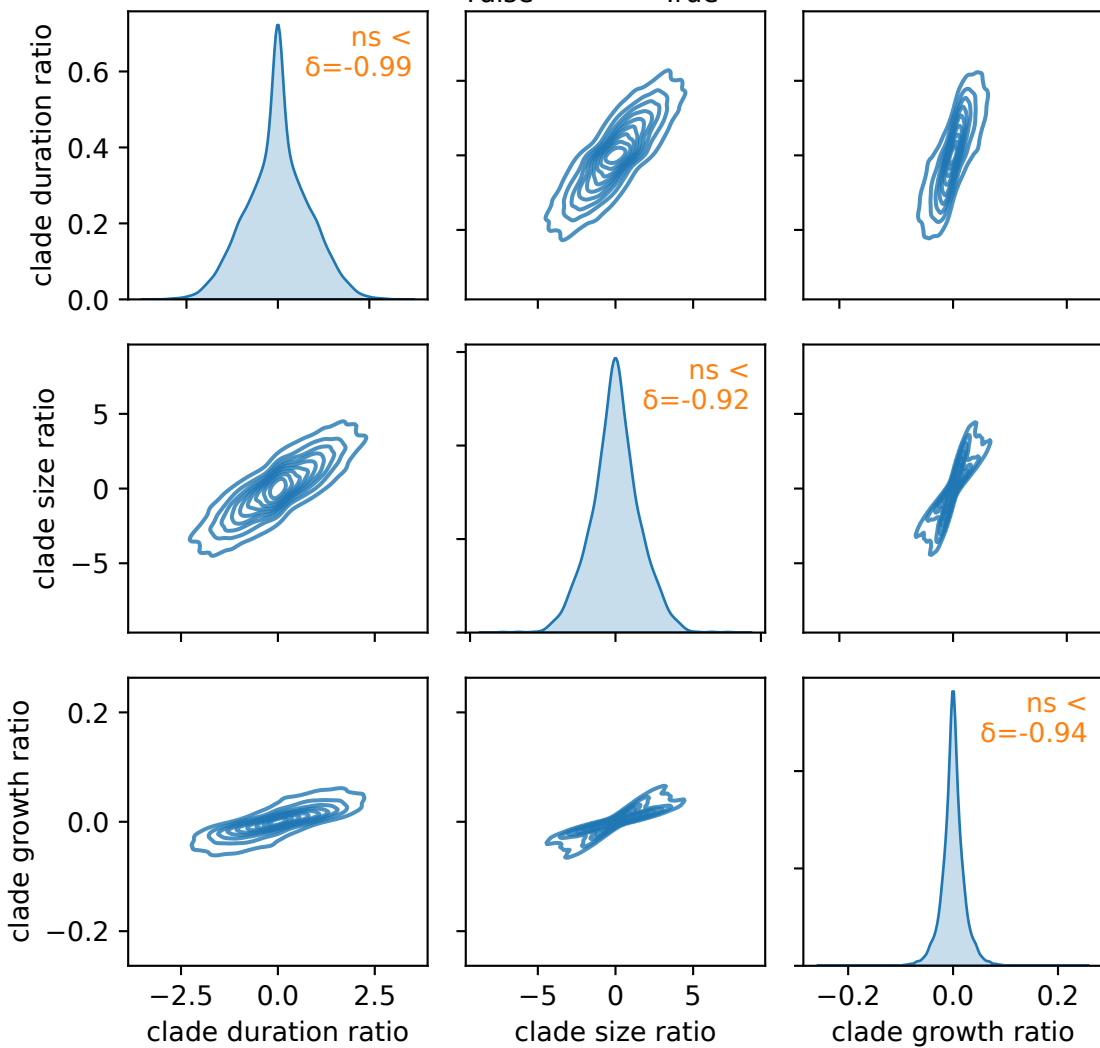 clade duration ratio
0.6
0.4
0.2
0.0
ns <
δ=-0.99
clade size ratio
5
0
−5
ns <
δ=-0.92
clade growth ratio
0.2
0.0
−0.2
ns <
δ=-0.94
−2.5 0.0 2.5
−5 0 5
−0.2 0.0 0.2
clade duration ratio
clade size ratio
clade growth ratio